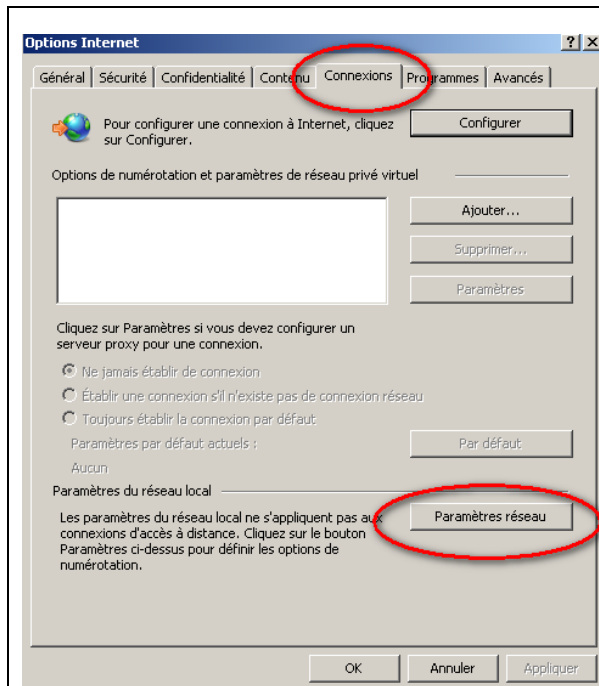 Options Internet
? X
Général Sécurité Confidentialité Contenu Connexions Programmes Avancés
Pour configurer une connexion à Internet, cliquez
sur Configurer.
Configurer
Options de numérotation et paramètres de réseau privé virtuel
Ajouter...
Supprimer...
Paramètres
Cliquez sur Paramètres si vous devez configurer un
serveur proxy pour une connexion.
Ne jamais établir de connexion
Établir une connexion s'il n'existe pas de connexion réseau
Toujours établir la connexion par défaut
Paramètres par défaut actuels :
Par défaut
Aucun
Paramètres du réseau local
Les paramètres du réseau local ne s'appliquent pas aux
connexions d'accès à distance. Cliquez sur le bouton
Paramètres ci-dessus pour définir les options de
numérotation.
Paramètres réseau
OK Annuler Appliquer